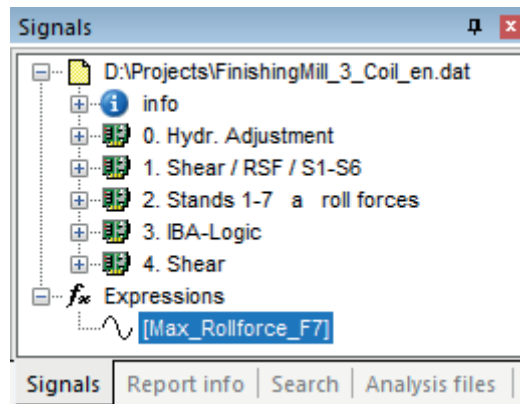 Signals
D:\Projects\FinishingMill_3_Coil_en.dat
info
0. Hydr. Adjustment
1. Shear / RSF / S1-S6
2. Stands 1-7 a roll forces
3. IBA-Logic
4. Shear
fx Expressions
[Max_Rollforce_F7]
Signals Report info Search Analysis files